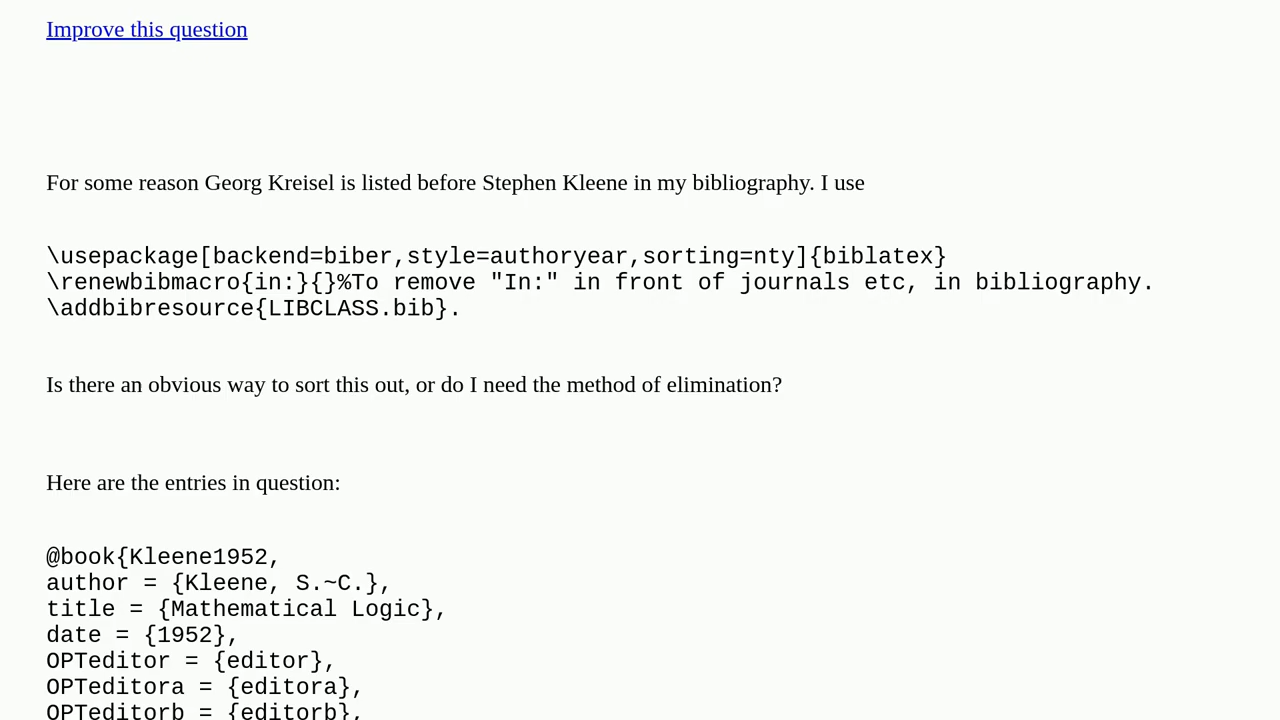 Improve this question
For some reason Georg Kreisel is listed before Stephen Kleene in my bibliography. I use
\usepackage[backend=biber,style=authoryear,sorting=nty]{biblatex}
\renewbibmacro{in:}{}%To remove "In:" in front of journals etc, in bibliography.
\addbibresource{LIBCLASS.bib}.
Is there an obvious way to sort this out, or do I need the method of elimination?
Here are the entries in question:
@book{Kleene1952,
author = {Kleene, S.~C.},
title = {Mathematical Logic},
date = {1952},
OPTeditor = {editor},
OPTeditora = {editora},
OPTeditorb = {editorb},